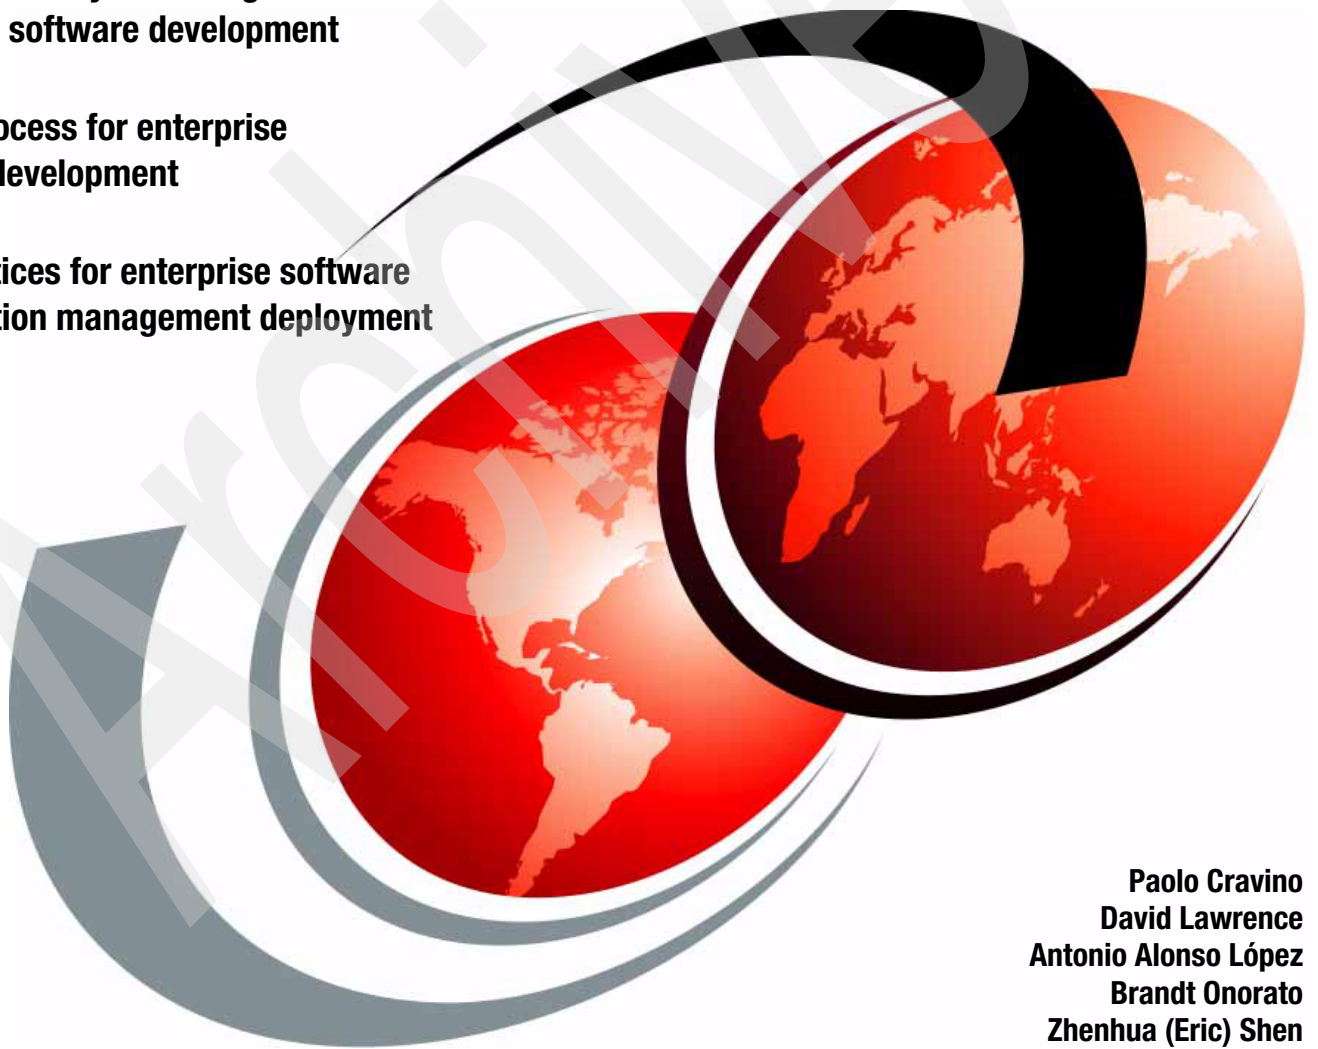 software development
ocess for enterprise
development
tices for enterprise software
tion management deployment
Archive
Paolo Cravino
David Lawrence
Antonio Alonso López
Brandt Onorato
Zhenhua (Eric) Shen